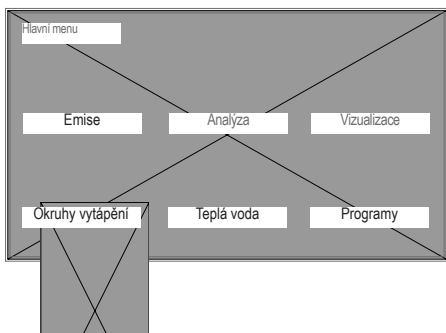 Hlavní menu
Emise
Analýza
Vizualizace
Okruhy vytápění
Teplá voda
Programy